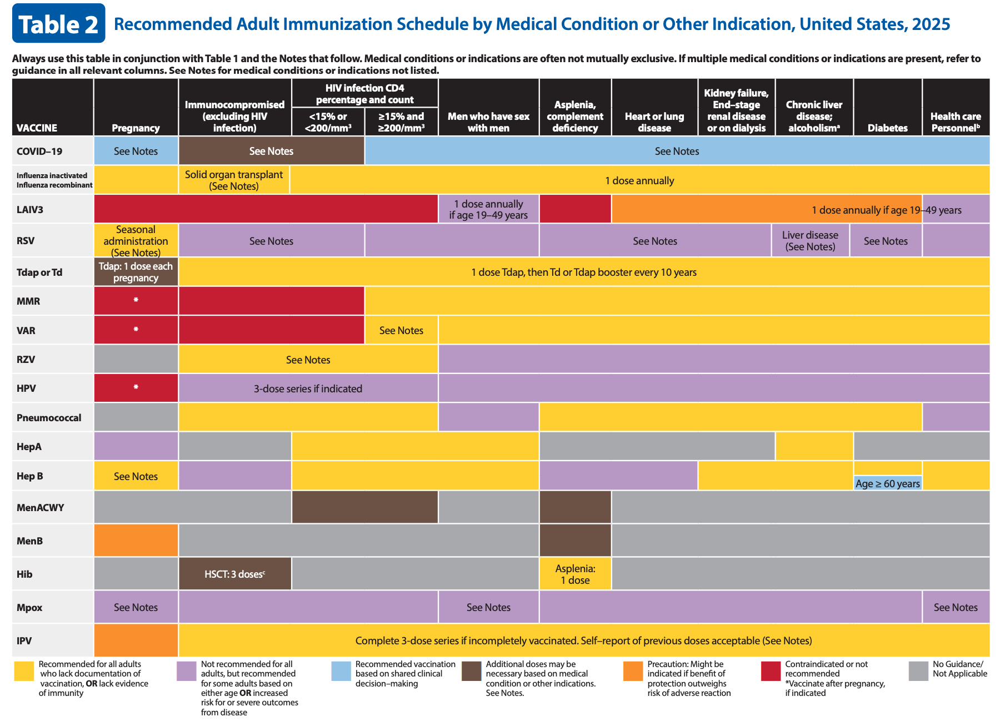 Table 2
Recommended Adult Immunization Schedule by Medical Condition or Other Indication, United States, 2025
Always use this table in conjunction with Table 1 and the Notes that follow. Medical conditions or indications are often not mutually exclusive. If multiple medical conditions or indications are present, refer to
guidance in all relevant columns. See Notes for medical conditions or indications not listed.
VACCINE
Pregnancy
Immunocompromised
(excluding HIV
infection)
HIV infection CD4
percentage and count
<15% or
<200/mm³
≥15% and
≥200/mm³
Men who have sex
with men
Asplenia,
complement
deficiency
Heart or lung
disease
Kidney failure,
End–stage
renal disease
or on dialysis
Chronic liver
disease;
alcoholismᵃ
Diabetes
Health care
Personnelᵇ
COVID–19
See Notes
See Notes
See Notes
Influenza inactivated
Influenza recombinant
Solid organ transplant
(See Notes)
1 dose annually
LAIV3
1 dose annually
if age 19–49 years
1 dose annually if age 19–49 years
RSV
Seasonal
administration
(See Notes)
See Notes
See Notes
Liver disease
(See Notes)
See Notes
Tdap or Td
Tdap: 1 dose each
pregnancy
1 dose Tdap, then Td or Tdap booster every 10 years
MMR
*
VAR
*
See Notes
RZV
See Notes
HPV
*
3-dose series if indicated
Pneumococcal
HepA
Hep B
See Notes
Age ≥ 60 years
MenACWY
MenB
Hib
HSCT: 3 dosesᶜ
Asplenia:
1 dose
Mpox
See Notes
See Notes
See Notes
IPV
Complete 3-dose series if incompletely vaccinated. Self–report of previous doses acceptable (See Notes)
Recommended for all adults
who lack documentation of
vaccination, OR lack evidence
of immunity
Not recommended for all
adults, but recommended
for some adults based on
either age OR increased
risk for or severe outcomes
from disease
Recommended vaccination
based on shared clinical
decision–making
Additional doses may be
necessary based on medical
condition or other indications.
See Notes.
Precaution: Might be
indicated if benefit of
protection outweighs
risk of adverse reaction
Contraindicated or not
recommended
*Vaccinate after pregnancy,
if indicated
No Guidance/
Not Applicable